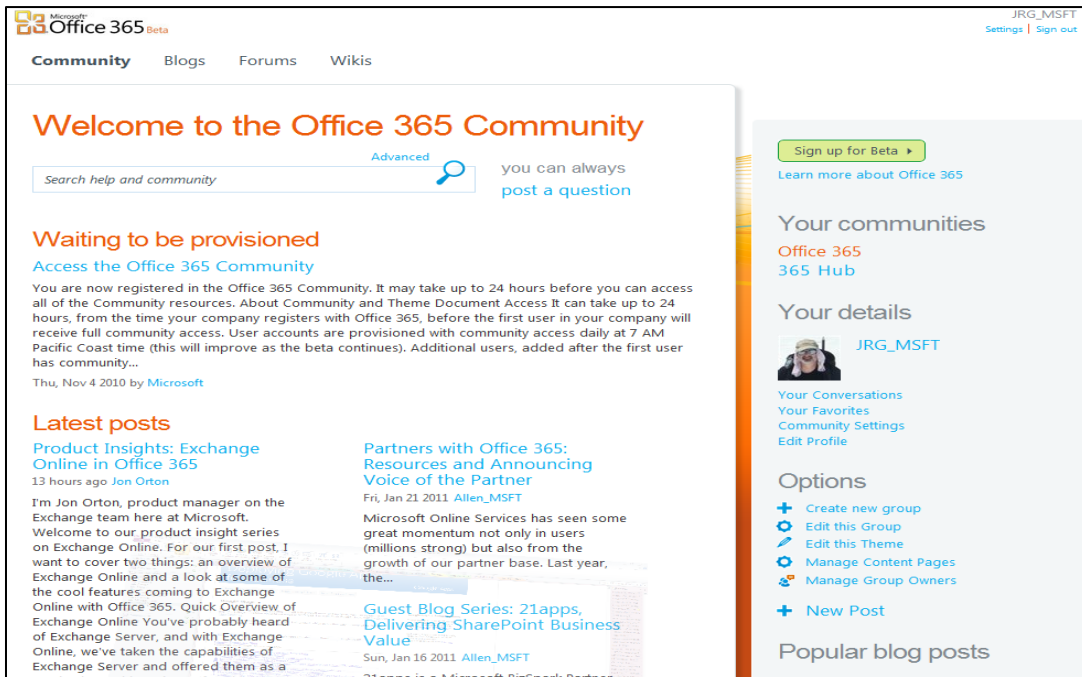 Microsoft®
Office 365 Beta
JRG_MSFT
Settings | Sign out
Community Blogs Forums Wikis
Welcome to the Office 365 Community
Advanced
Search help and community
you can always
post a question
Waiting to be provisioned
Access the Office 365 Community
You are now registered in the Office 365 Community. It may take up to 24 hours before you can access
all of the Community resources. About Community and Theme Document Access It can take up to 24
hours, from the time your company registers with Office 365, before the first user in your company will
receive full community access. User accounts are provisioned with community access daily at 7 AM
Pacific Coast time (this will improve as the beta continues). Additional users, added after the first user
has community...
Thu, Nov 4 2010 by Microsoft
Latest posts
Product Insights: Exchange
Online in Office 365
13 hours ago Jon Orton
I'm Jon Orton, product manager on the
Exchange team here at Microsoft.
Welcome to our product insight series
on Exchange Online. For our first post, I
want to cover two things: an overview of
Exchange Online and a look at some of
the cool features coming to Exchange
Online with Office 365. Quick Overview of
Exchange Online You've probably heard
of Exchange Server, and with Exchange
Online, we've taken the capabilities of
Exchange Server and offered them as a
Partners with Office 365:
Resources and Announcing
Voice of the Partner
Fri, Jan 21 2011 Allen_MSFT
Microsoft Online Services has seen some
great momentum not only in users
(millions strong) but also from the
growth of our partner base. Last year,
the...
Guest Blog Series: 21apps,
Delivering SharePoint Business
Value
Sun, Jan 16 2011 Allen_MSFT
21apps is a Microsoft BizSpark Partner
Sign up for Beta
Learn more about Office 365
Your communities
Office 365
365 Hub
Your details
JRG_MSFT
Your Conversations
Your Favorites
Community Settings
Edit Profile
Options
Create new group
Edit this Group
Edit this Theme
Manage Content Pages
Manage Group Owners
New Post
Popular blog posts